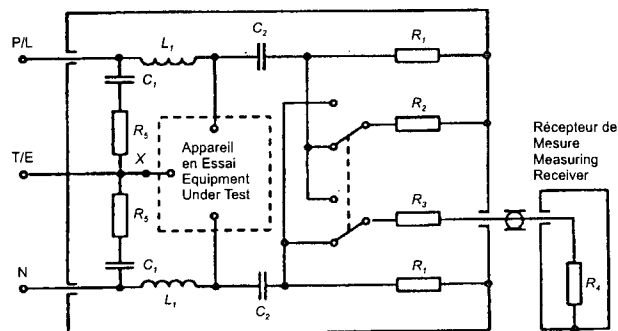 P/L
L1
C2
R1
C1
R2
R5
T/E
X
Appareil
en Essai
Equipment
Under Test
Récepteur de
Mesure
Measuring
Receiver
R3
R5
R4
C1
N
L1
C2
R1